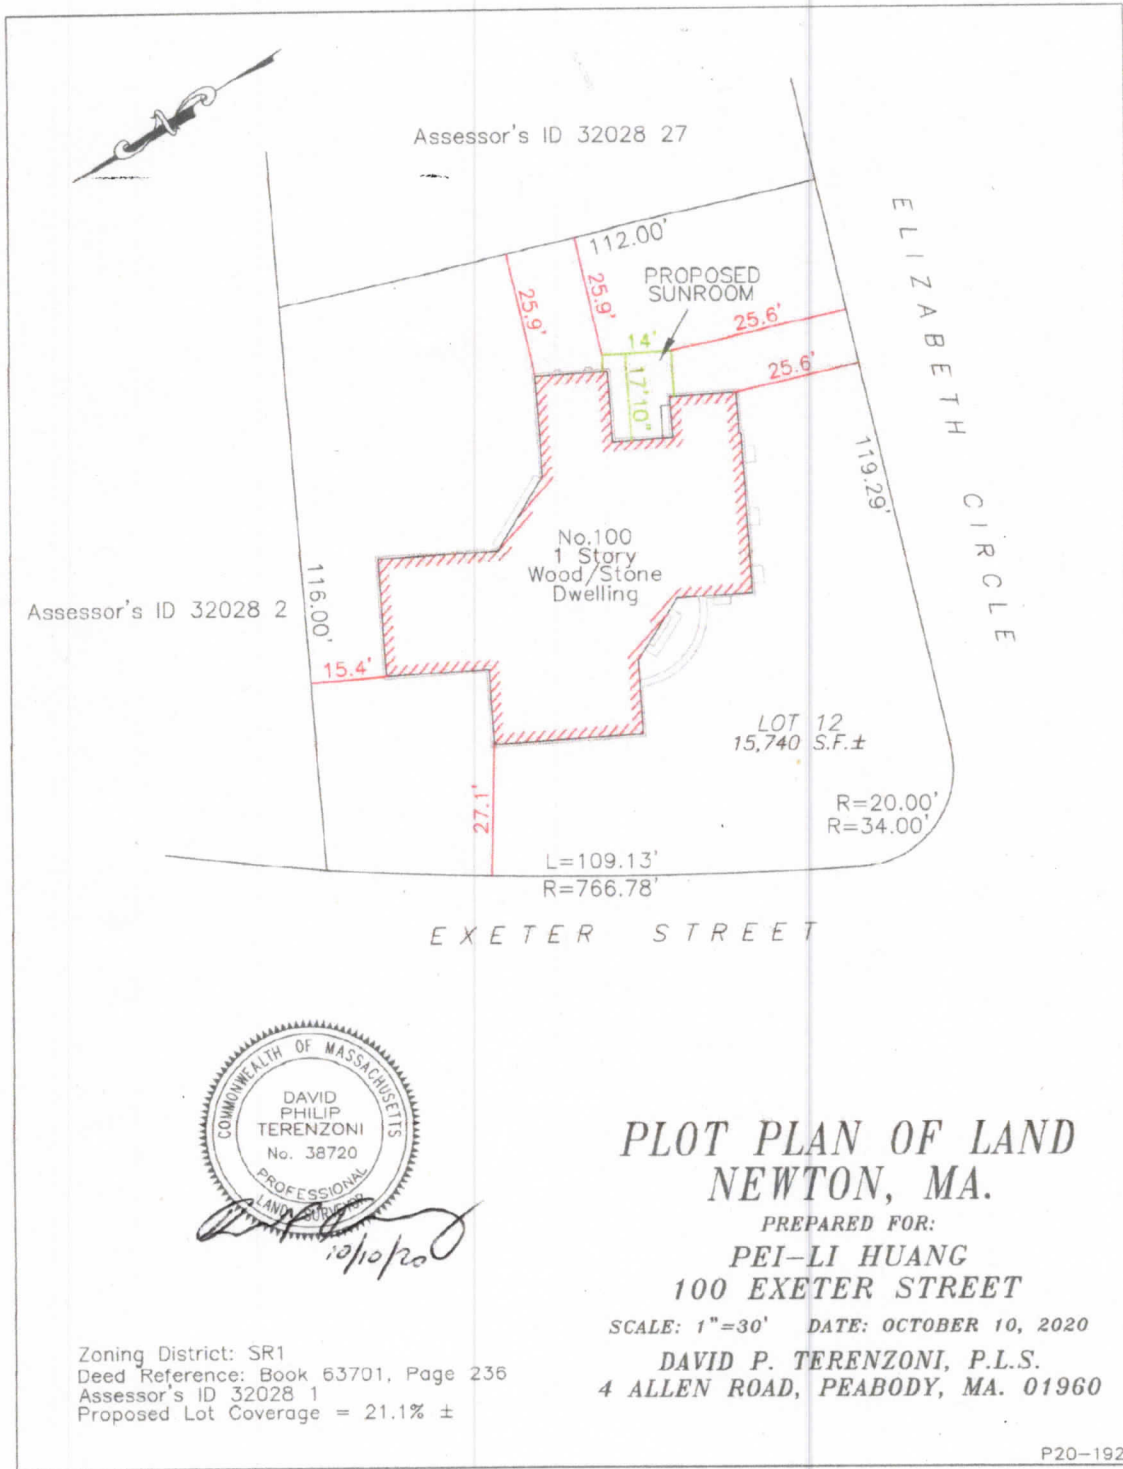 Assessor's ID 32028 27
ELIZABETH CIRCLE
112.00'
PROPOSED
SUNROOM
25.9'
25.9'
25.6'
14'
25.6'
17'10"
119.29'
No.100
1 Story
Wood/Stone
Dwelling
116.00'
Assessor's ID 32028 2
15.4'
LOT 12
15,740 S.F.±
27.1'
R=20.00'
R=34.00'
L=109.13'
R=766.78'
EXETER STREET
COMMONWEALTH OF MASSACHUSETTS
DAVID
PHILIP
TERENZONI
No. 38720
PROFESSIONAL
LAND SURVEYOR
10/10/20
PLOT PLAN OF LAND
NEWTON, MA.
PREPARED FOR:
PEI-LI HUANG
100 EXETER STREET
SCALE: 1"=30' DATE: OCTOBER 10, 2020
DAVID P. TERENZONI, P.L.S.
4 ALLEN ROAD, PEABODY, MA. 01960
Zoning District: SR1
Deed Reference: Book 63701, Page 236
Assessor's ID 32028 1
Proposed Lot Coverage = 21.1% ±
P20-192